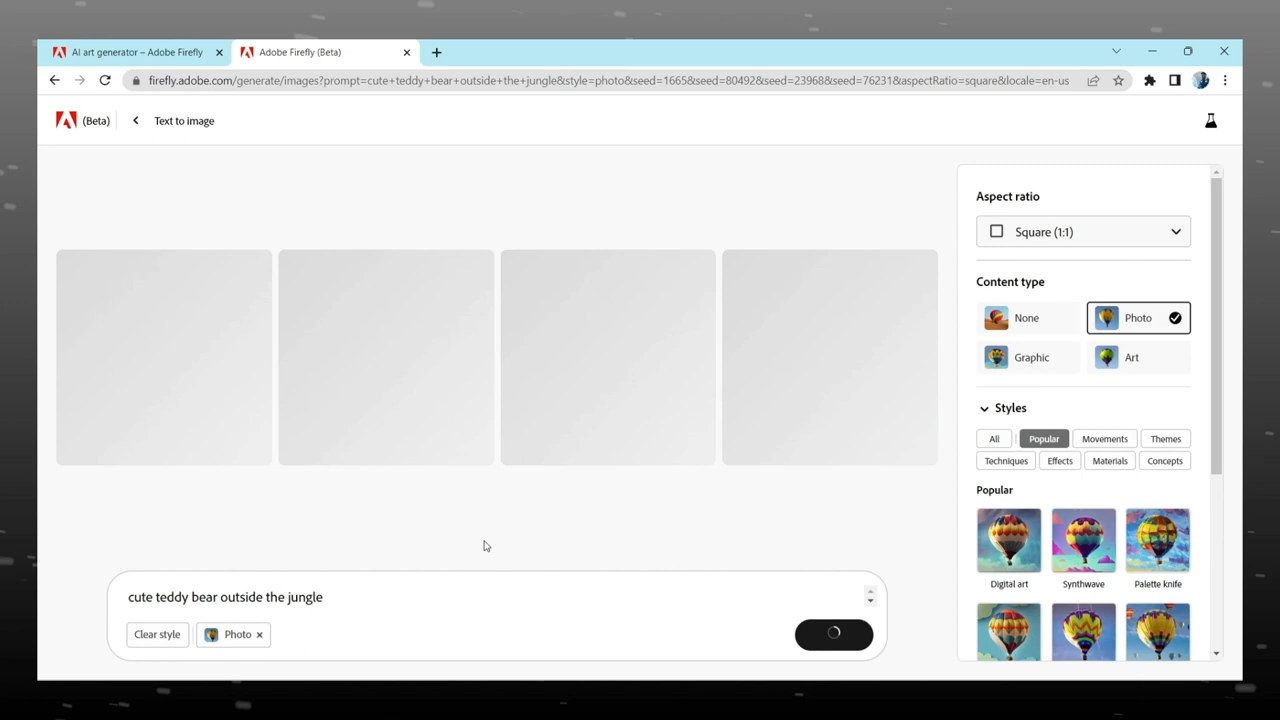 AI art generator – Adobe Firefly
Adobe Firefly (Beta)
firefly.adobe.com/generate/images?prompt=cute+teddy+bear+outside+the+jungle&style=photo&seed=1665&seed=80492&seed=23968&seed=76231&aspectRatio=square&locale=en-us
(Beta)
Text to image
Aspect ratio
Square (1:1)
Content type
None
Photo
Graphic
Art
Styles
All
Popular
Movements
Themes
Techniques
Effects
Materials
Concepts
Popular
Digital art
Synthwave
Palette knife
cute teddy bear outside the jungle
Clear style
Photo